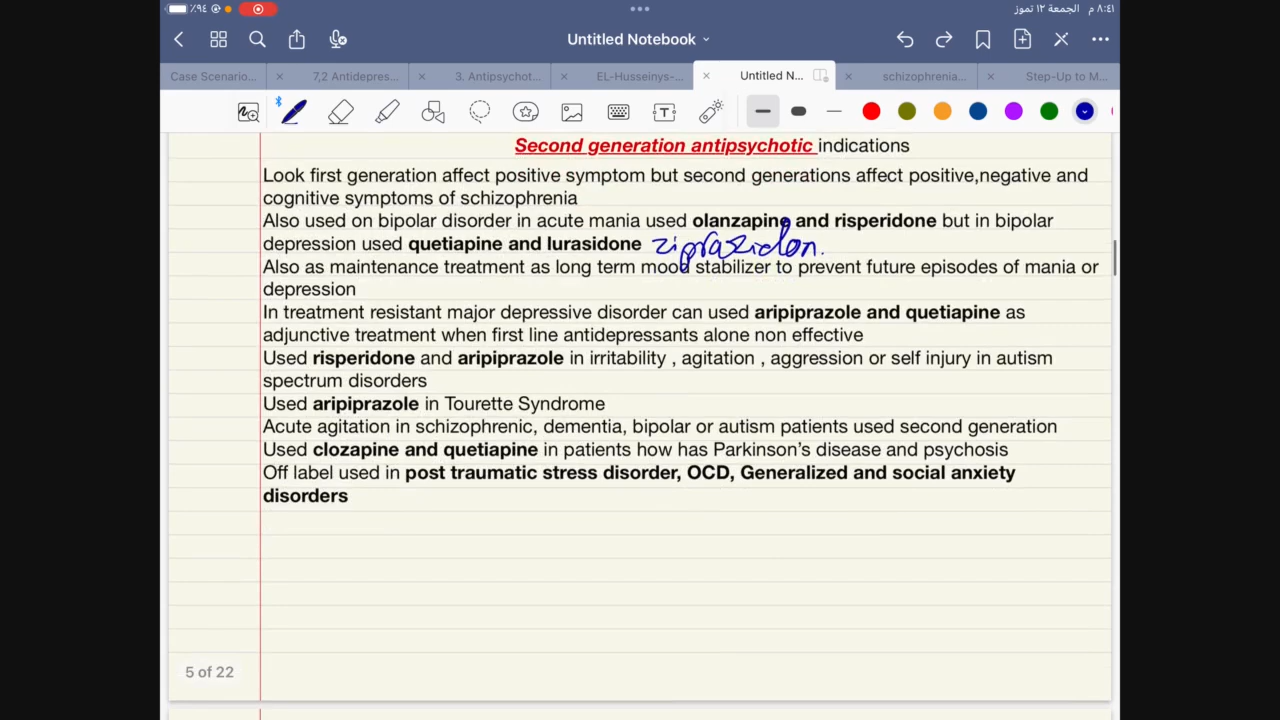 ٪٩٤ ٨:٤١ م الجمعة ١٢ تموز
Untitled Notebook
Case Scenario... 7,2 Antidepres... 3. Antipsychot... EL-Husseinys-... Untitled N... schizophrenia... Step-Up to M...
Second generation antipsychotic indications
Look first generation affect positive symptom but second generations affect positive,negative and
cognitive symptoms of schizophrenia
Also used on bipolar disorder in acute mania used olanzapine and risperidone but in bipolar
depression used quetiapine and lurasidone ziprazidon.
Also as maintenance treatment as long term mood stabilizer to prevent future episodes of mania or
depression
In treatment resistant major depressive disorder can used aripiprazole and quetiapine as
adjunctive treatment when first line antidepressants alone non effective
Used risperidone and aripiprazole in irritability , agitation , aggression or self injury in autism
spectrum disorders
Used aripiprazole in Tourette Syndrome
Acute agitation in schizophrenic, dementia, bipolar or autism patients used second generation
Used clozapine and quetiapine in patients how has Parkinson’s disease and psychosis
Off label used in post traumatic stress disorder, OCD, Generalized and social anxiety
disorders
5 of 22